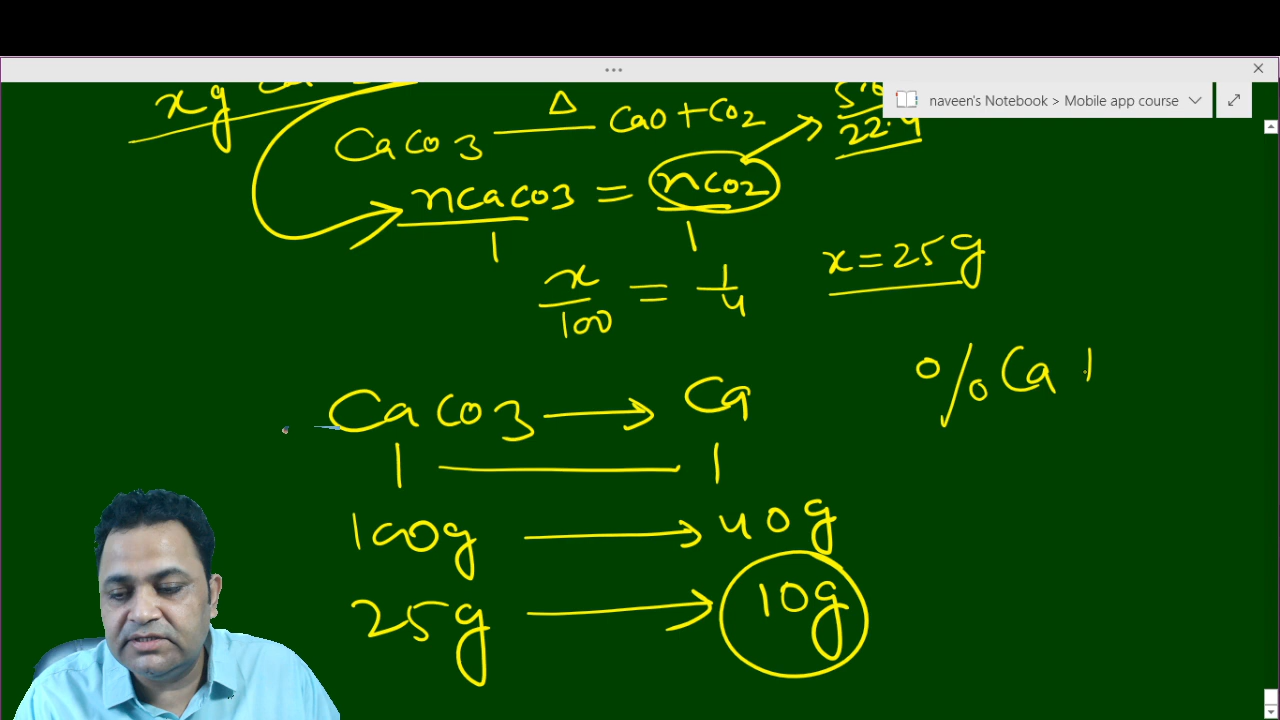 naveen's Notebook > Mobile app course
xg
CaCO3 Δ CaO + CO2
22.4
nCaCO3 = nCO2
1 1
x/100 = 1/4 x = 25g
% Ca
CaCO3 → Ca
1 — 1
100g → 40g
25g → 10g